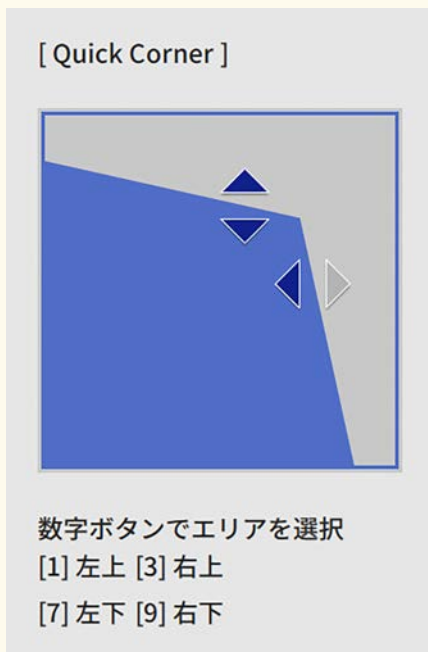 [ Quick Corner ]
数字ボタンでエリアを選択
[1] 左上 [3] 右上
[7] 左下 [9] 右下